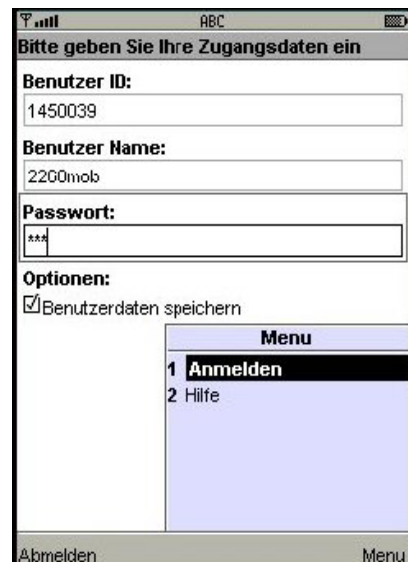 ABC
Bitte geben Sie Ihre Zugangsdaten ein
Benutzer ID:
1450039
Benutzer Name:
2200mob
Passwort:
***
Optionen:
Benutzerdaten speichern
Menu
1 Anmelden
2 Hilfe
Abmelden Menu